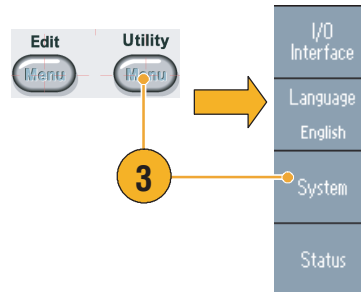 Edit
Utility
Menu
Menu
3
I/O
Interface
Language
English
System
Status